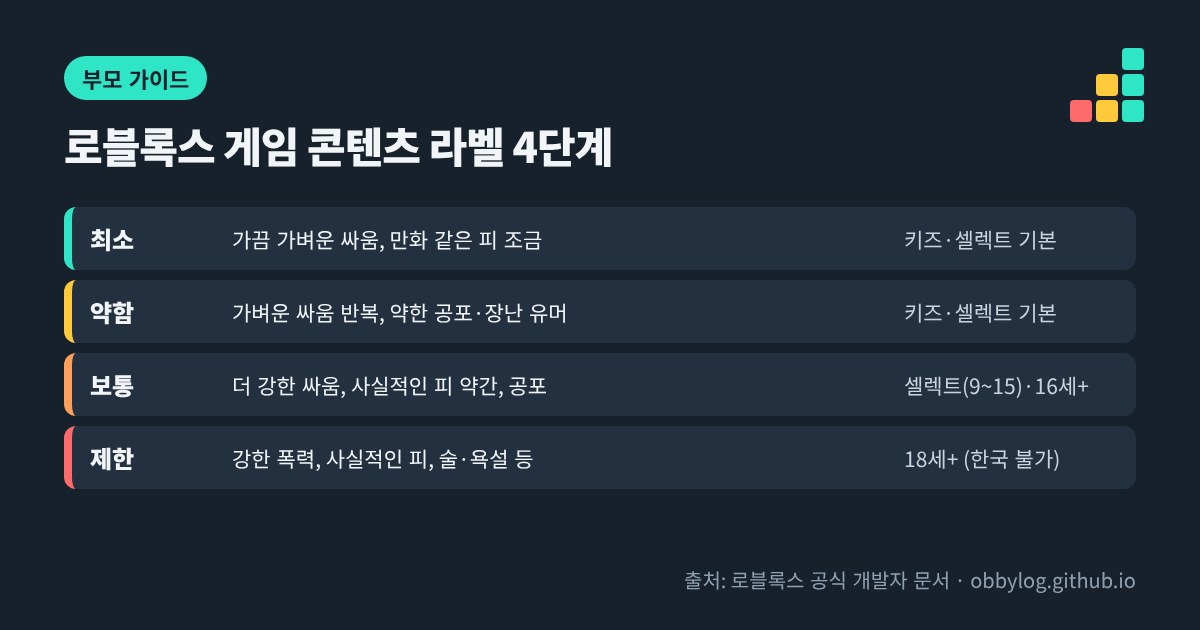 부모 가이드
로블록스 게임 콘텐츠 라벨 4단계
최소 가끔 가벼운 싸움, 만화 같은 피 조금 키즈·셀렉트 기본
약함 가벼운 싸움 반복, 약한 공포·장난 유머 키즈·셀렉트 기본
보통 더 강한 싸움, 사실적인 피 약간, 공포 셀렉트(9~15)·16세+
제한 강한 폭력, 사실적인 피, 술·욕설 등 18세+ (한국 불가)
출처: 로블록스 공식 개발자 문서 · obbylog.github.io